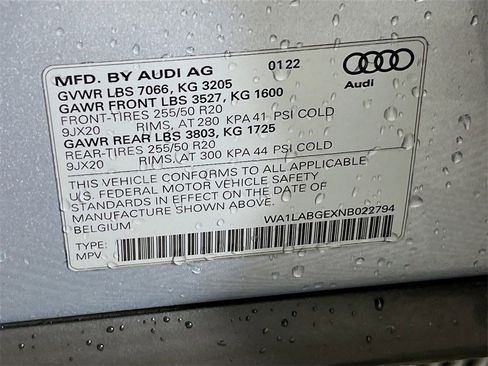 MFD. BY AUDI AG 01 22
GVWR LBS 7066, KG 3205
GAWR FRONT LBS 3527, KG 1600
FRONT-TIRES 255/50 R20
9JX20 RIMS, AT 280 KPA 41 PSI COLD
GAWR REAR LBS 3803, KG 1725
REAR-TIRES 255/50 R20
9JX20 RIMS, AT 300 KPA 44 PSI COLD
THIS VEHICLE CONFORMS TO ALL APPLICABLE
U.S. FEDERAL MOTOR VEHICLE SAFETY
STANDARDS IN EFFECT ON THE DATE OF
MANUFACTURE SHOWN ABOVE.
BELGIUM WA1LABGEXNB022794
TYPE:
MPV
Audi